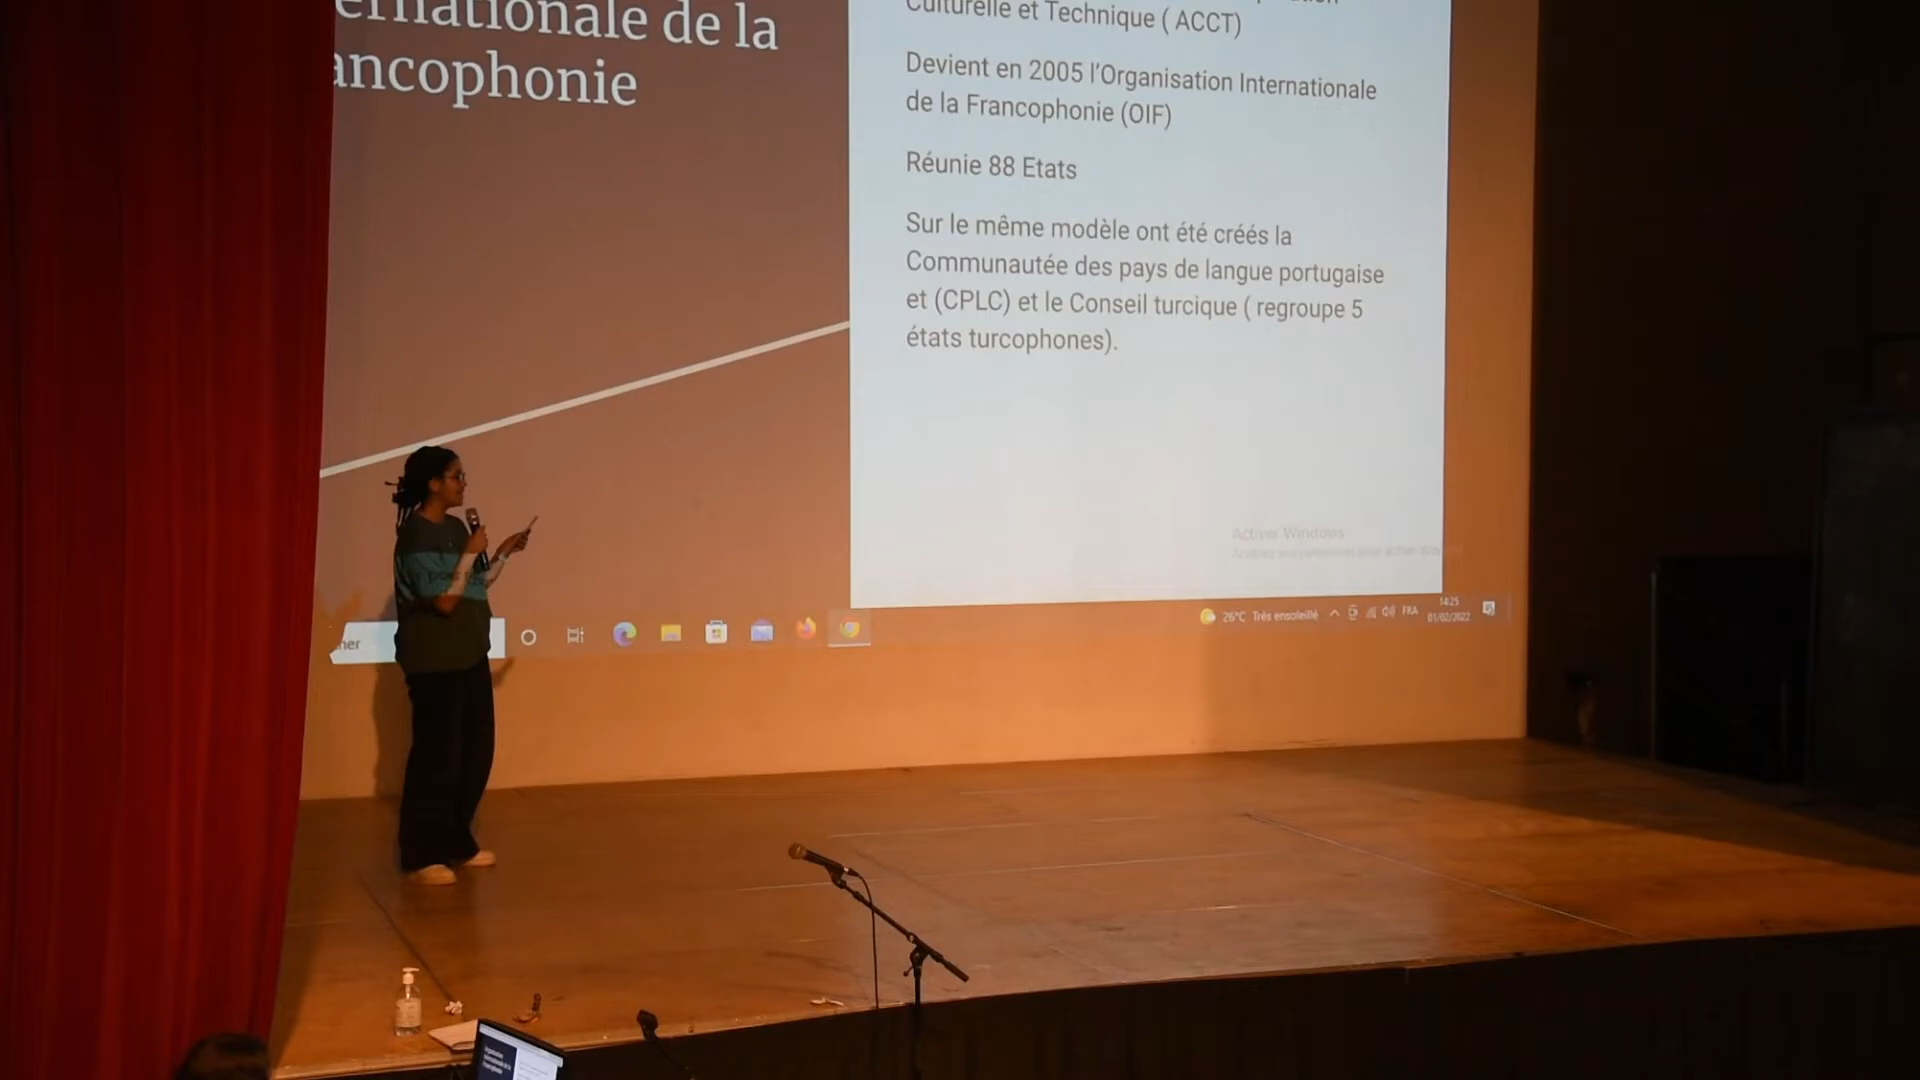 ernationale de la
ancophonie
Culturelle et Technique ( ACCT)
Devient en 2005 l’Organisation Internationale
de la Francophonie (OIF)
Réunie 88 Etats
Sur le même modèle ont été créés la
Communautée des pays de langue portugaise
et (CPLC) et le Conseil turcique ( regroupe 5
états turcophones).
Activer Windows
her
26°C Très ensoleillé
FRA
14:25
01/02/2022